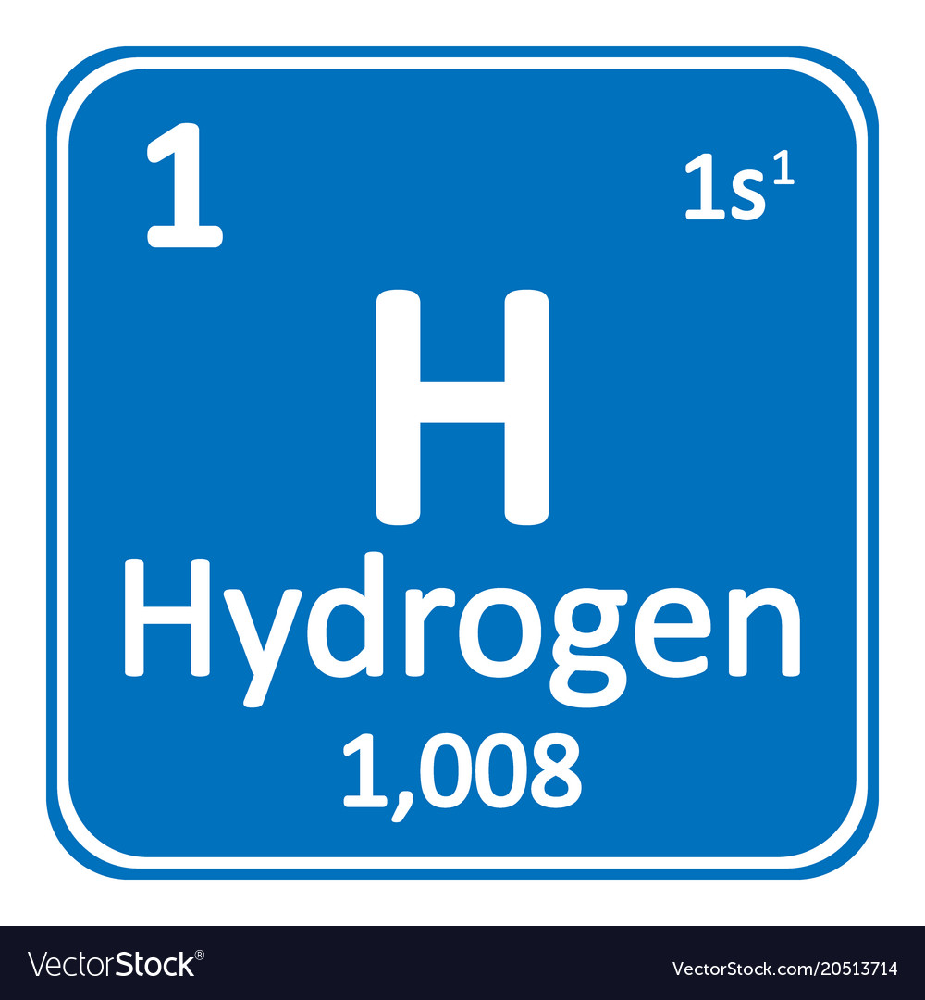 1
1s¹
H
Hydrogen
1,008
VectorStock®
VectorStock.com/20513714